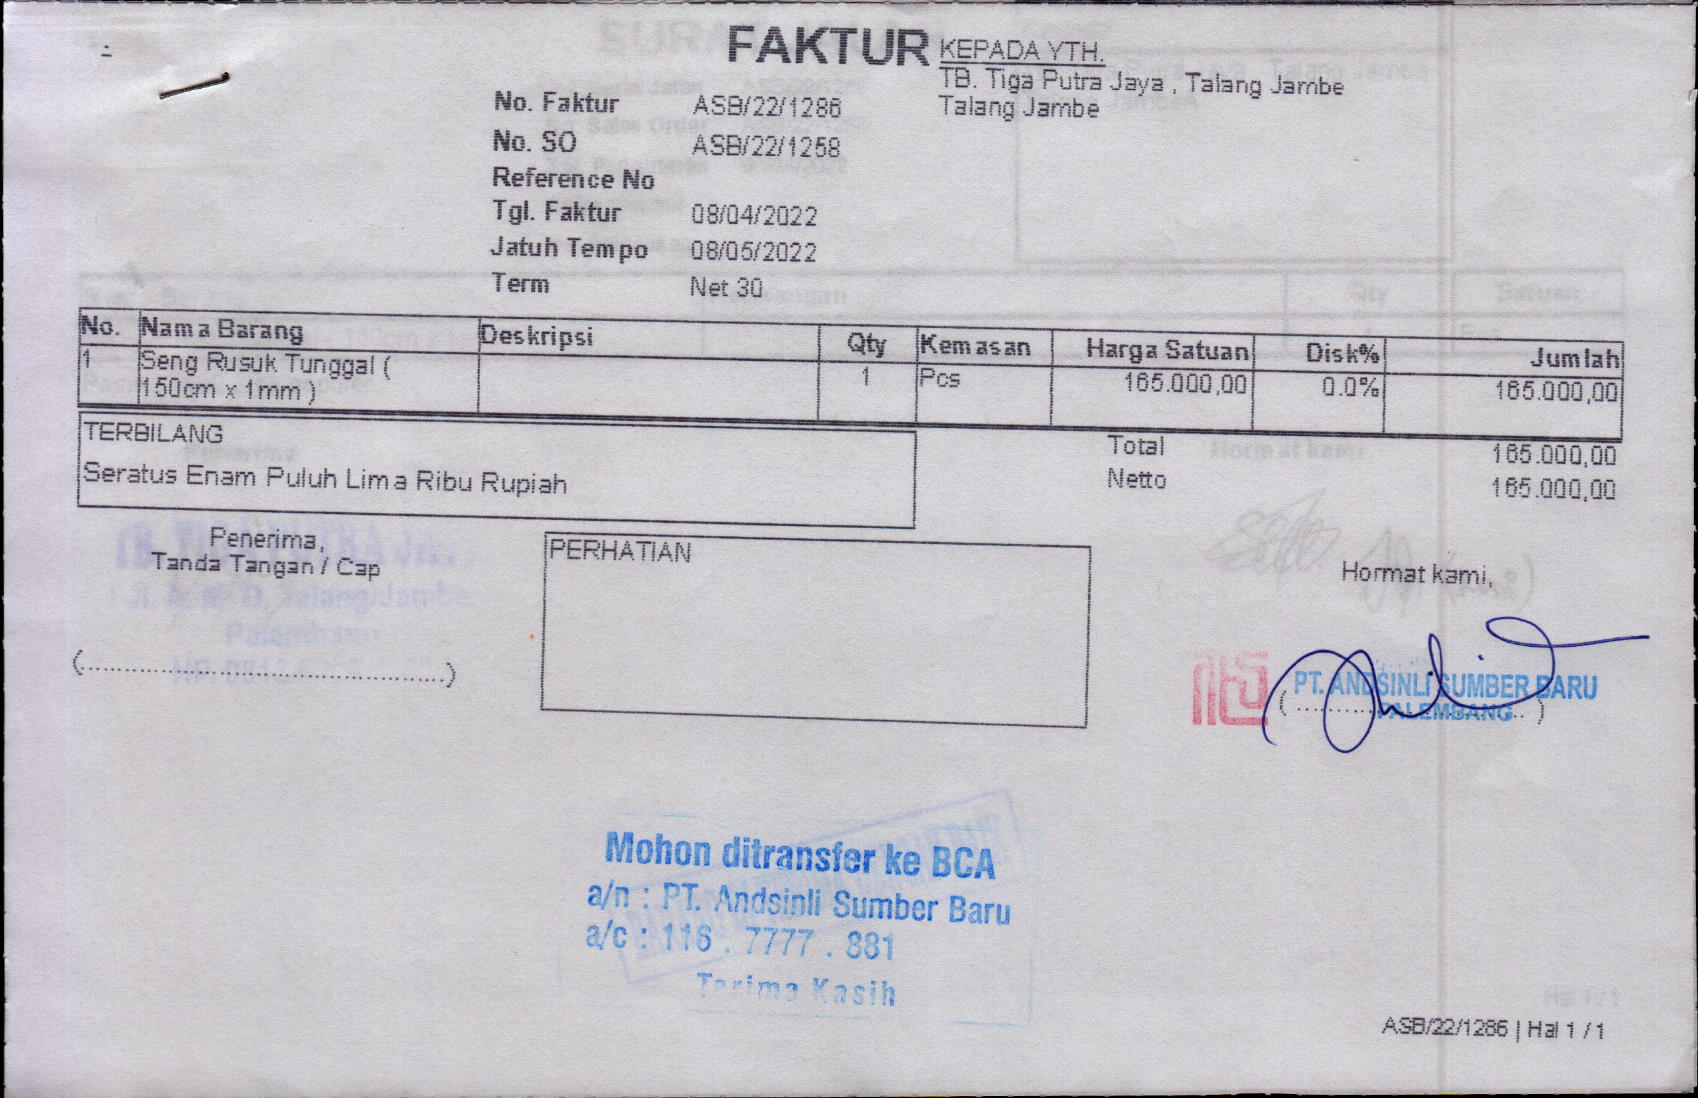 FAKTUR
KEPADA YTH.
TB. Tiga Putra Jaya , Talang Jambe
Talang Jambe
No. Faktur ASB/22/1286
No. SO ASB/22/1258
Reference No
Tgl. Faktur 08/04/2022
Jatuh Tempo 08/05/2022
Term Net 30
No. Nama Barang Deskripsi Qty Kemasan Harga Satuan Disk% Jumlah
1 Seng Rusuk Tunggal ( 1 Pcs 165.000,00 0.0% 165.000,00
150cm x 1mm )
TERBILANG
Seratus Enam Puluh Lima Ribu Rupiah
Total 165.000,00
Netto 165.000,00
Penerima,
Tanda Tangan / Cap
(....................................................)
PERHATIAN
Hormat kami,
PT. ANDSINLI SUMBER BARU
PALEMBANG
Mohon ditransfer ke BCA
a/n : PT. Andsinli Sumber Baru
a/c : 116 . 7777 . 881
Terima Kasih
ASB/22/1286 | Hal 1 / 1